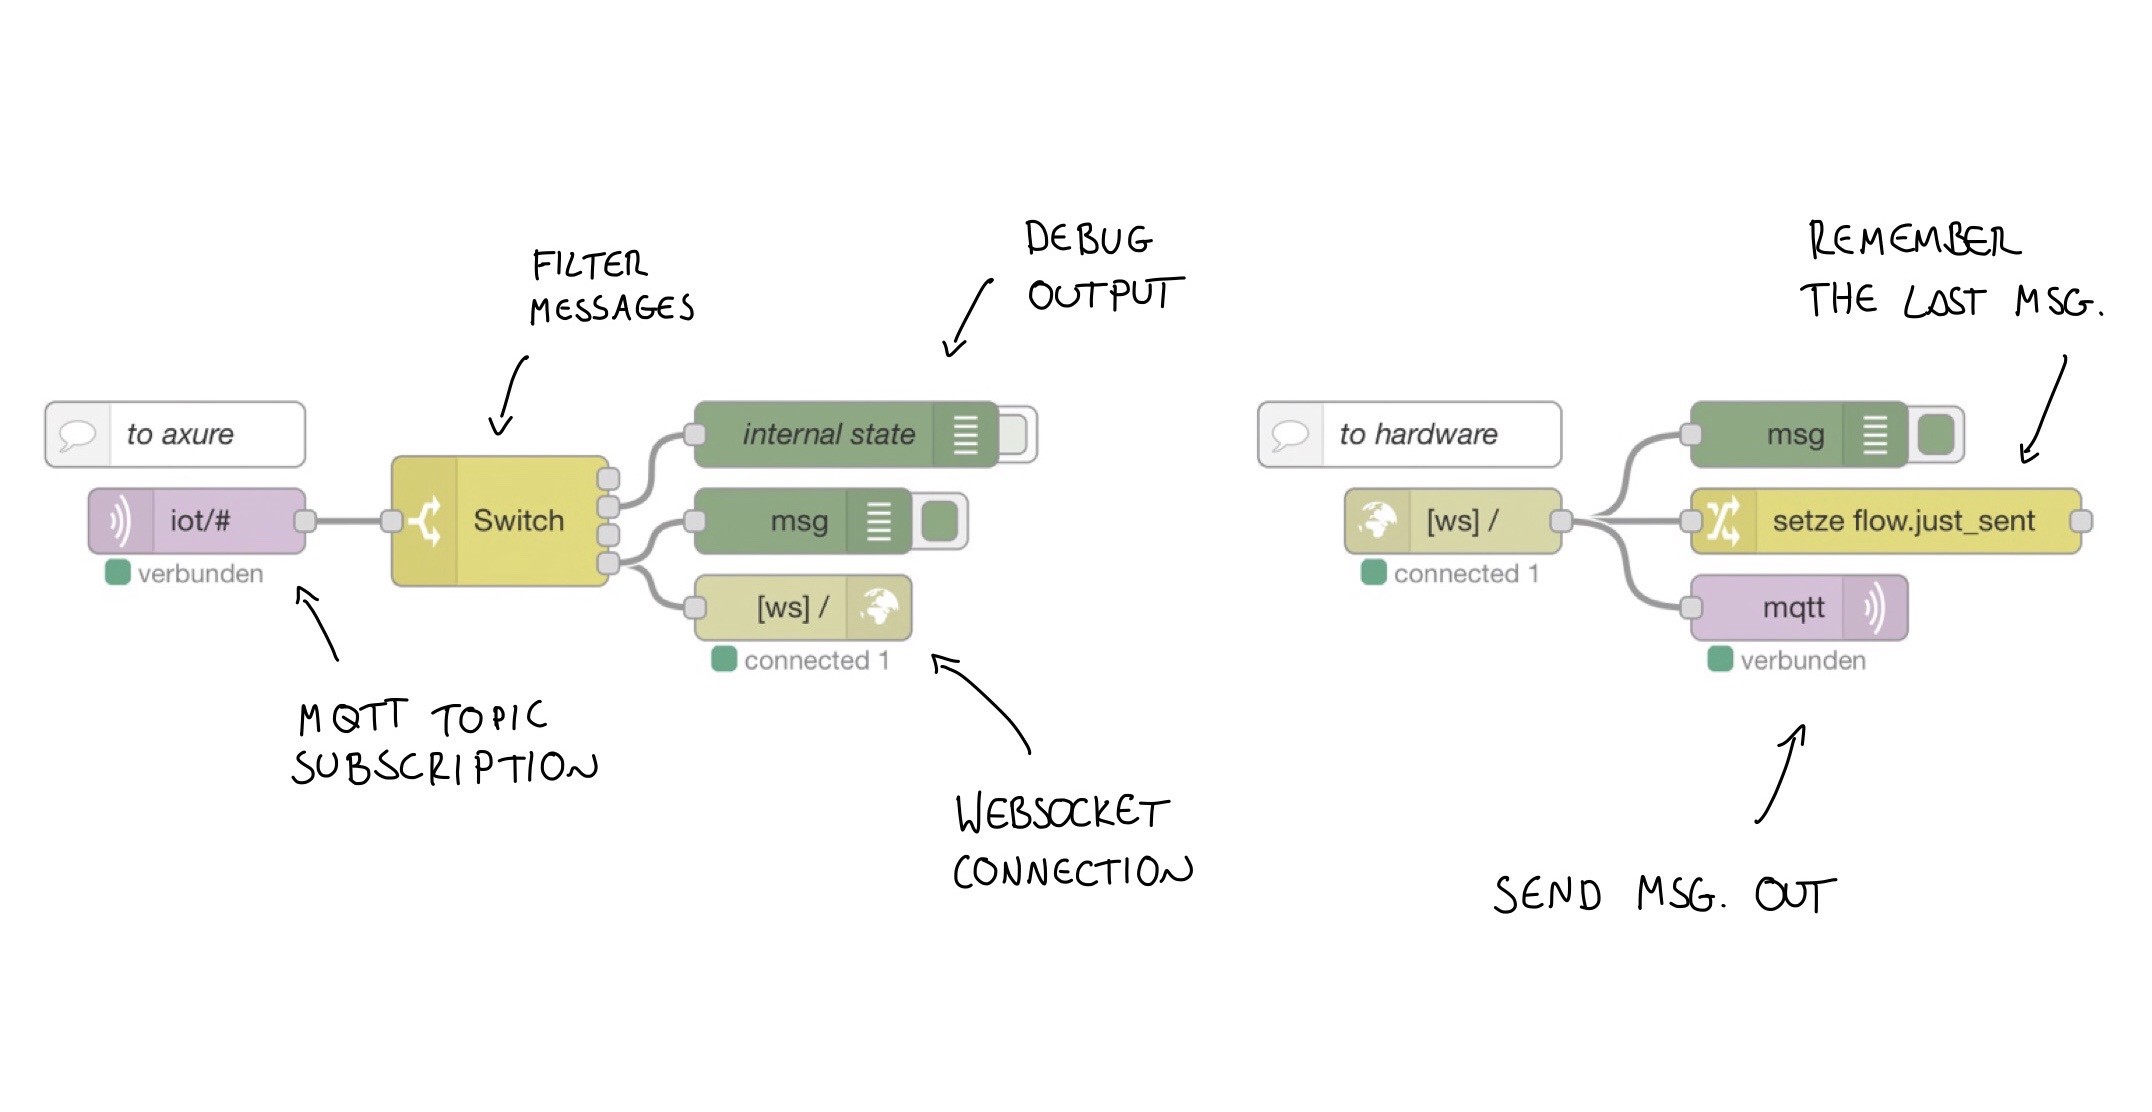 FILTER
MESSAGES
DEBUG
OUTPUT
REMEMBER
THE LAST MSG.
to axure
internal state
to hardware
msg
iot/#
Switch
msg
[ws] /
setze flow.just_sent
verbunden
connected 1
[ws] /
mqtt
connected 1
verbunden
MQTT TOPIC
SUBSCRIPTION
WEBSOCKET
CONNECTION
SEND MSG. OUT